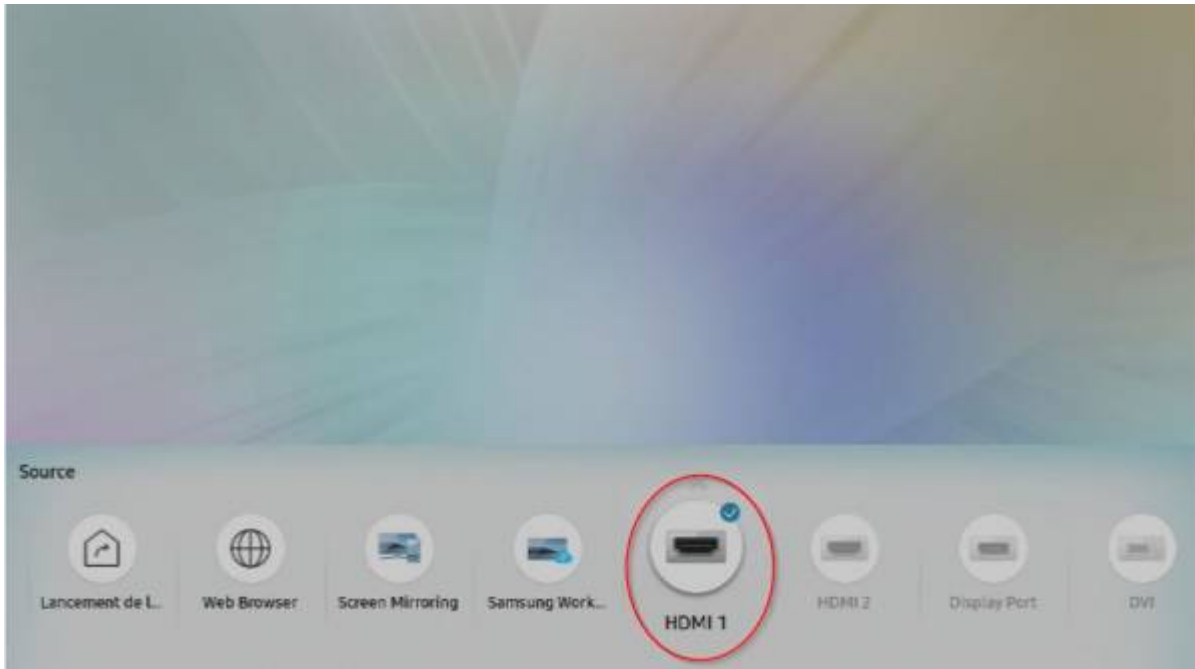 Source
Lancement de l...
Web Browser
Screen Mirroring
Samsung Work...
HDMI 1
HDMI 2
Display Port
DVI